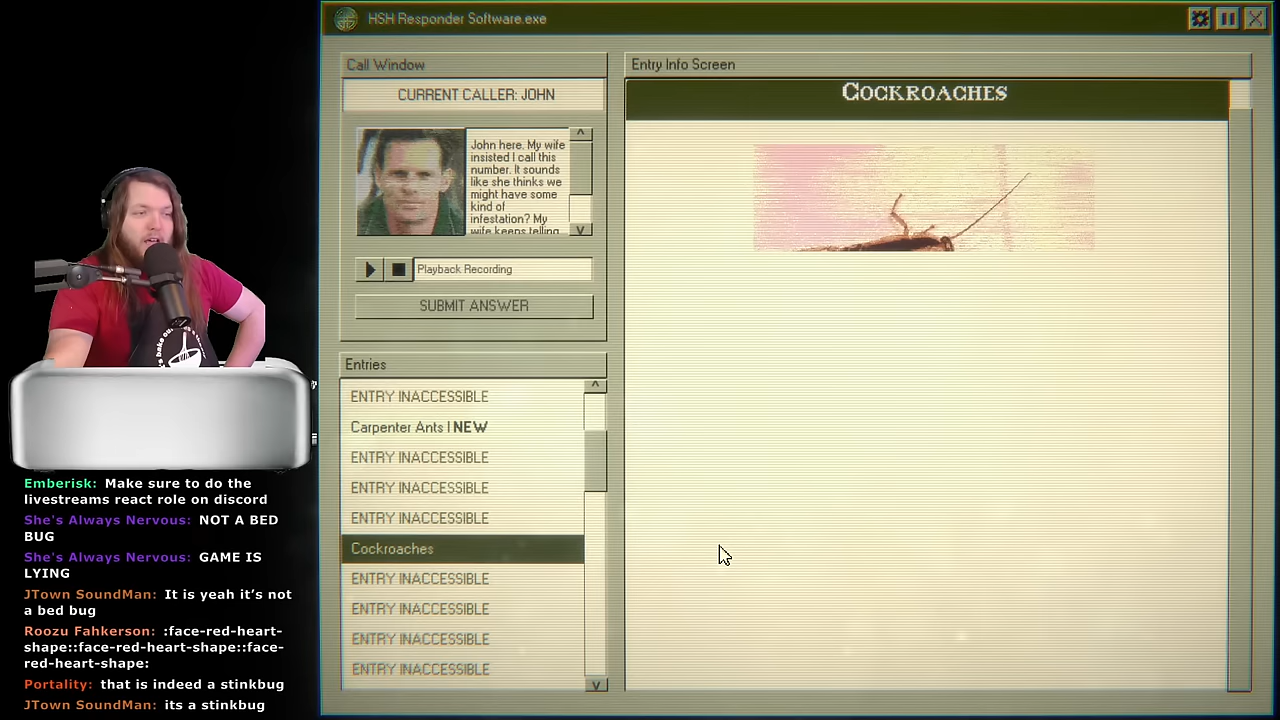 HSH Responder Software.exe
Call Window
CURRENT CALLER: JOHN
John here. My wife
insisted I call this
number. It sounds
like she thinks we
might have some
kind of
infestation? My
wife keeps telling
Playback Recording
SUBMIT ANSWER
Entries
ENTRY INACCESSIBLE
Carpenter Ants | NEW
ENTRY INACCESSIBLE
ENTRY INACCESSIBLE
ENTRY INACCESSIBLE
Cockroaches
ENTRY INACCESSIBLE
ENTRY INACCESSIBLE
ENTRY INACCESSIBLE
ENTRY INACCESSIBLE
Entry Info Screen
COCKROACHES
Emberisk: Make sure to do the
livestreams react role on discord
She's Always Nervous: NOT A BED
BUG
She's Always Nervous: GAME IS
LYING
JTown SoundMan: It is yeah it's not
a bed bug
Roozu Fahkerson: :face-red-heart-
shape::face-red-heart-shape::face-
red-heart-shape:
Portality: that is indeed a stinkbug
JTown SoundMan: its a stinkbug